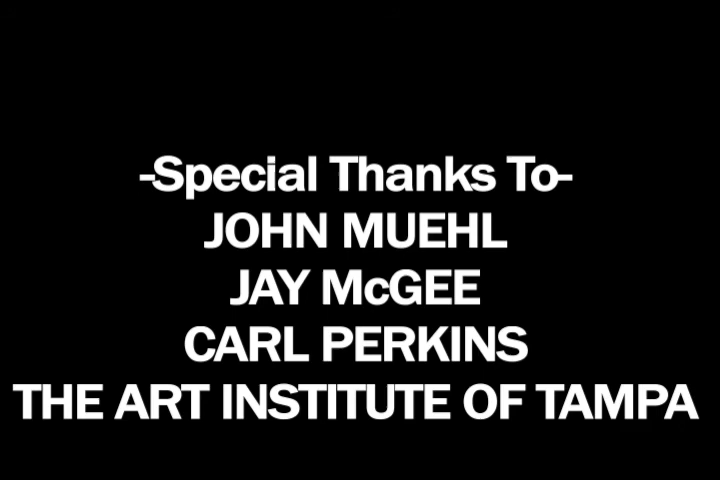 -Special Thanks To-
JOHN MUEHL
JAY McGEE
CARL PERKINS
THE ART INSTITUTE OF TAMPA